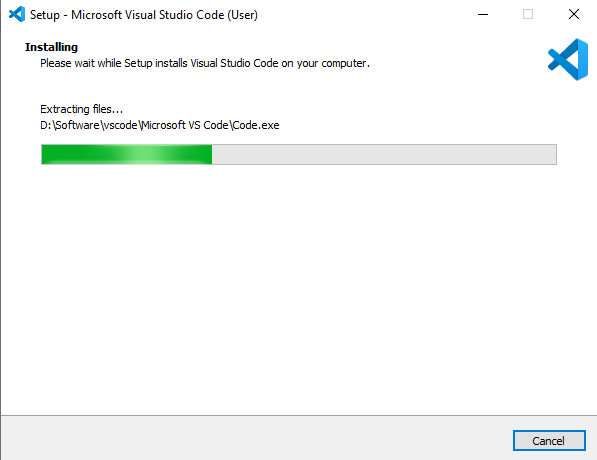 Setup - Microsoft Visual Studio Code (User)
Installing
Please wait while Setup installs Visual Studio Code on your computer.
Extracting files...
D:\Software\vscode\Microsoft VS Code\Code.exe
Cancel